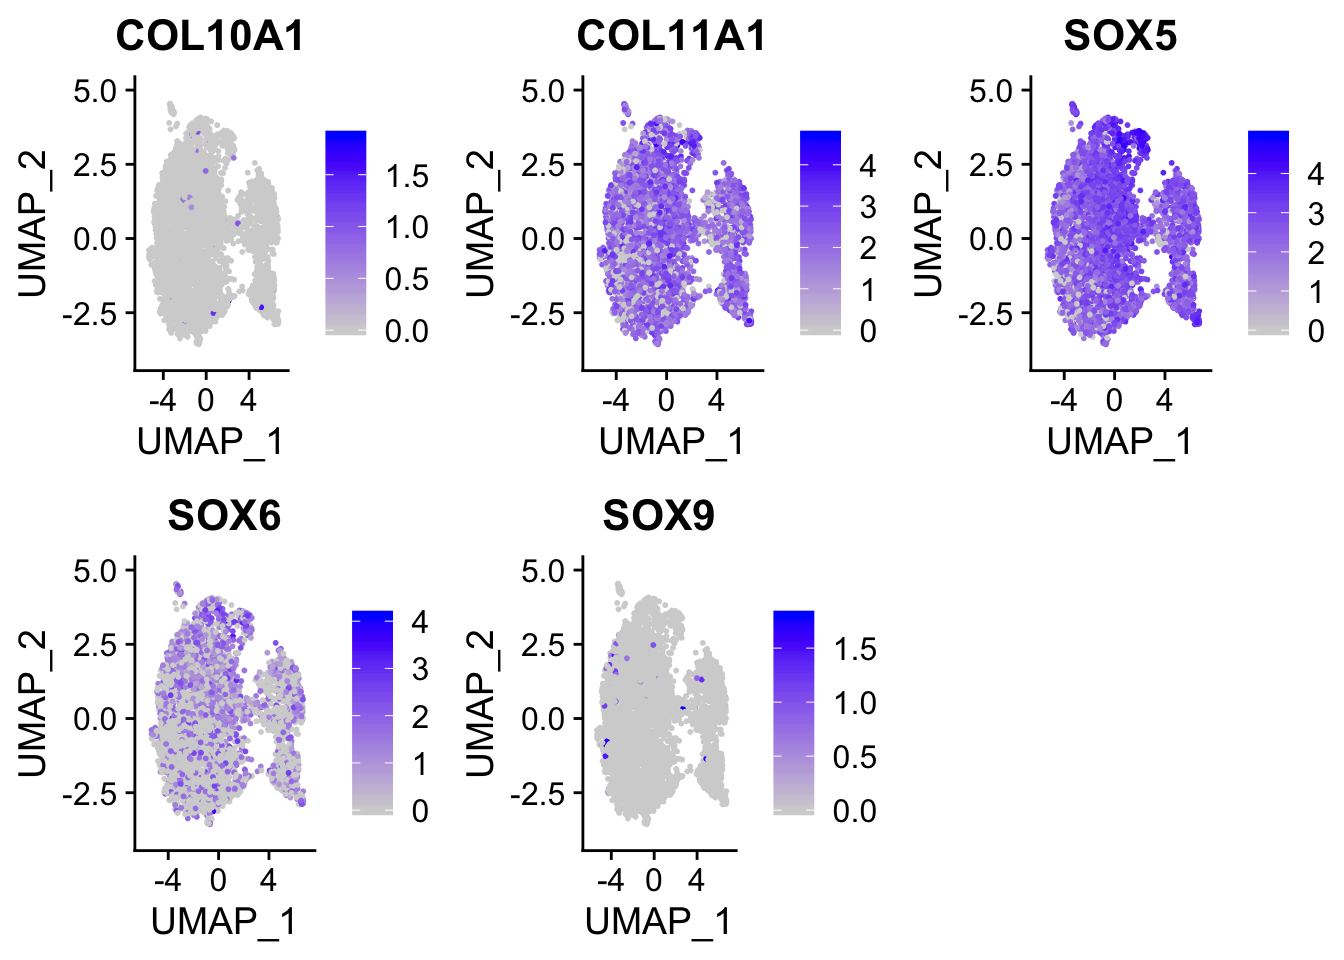 COL10A1 COL11A1 SOX5
5.0 5.0 5.0
2.5 2.5 2.5
0.0 0.0 0.0
-2.5 -2.5 -2.5
UMAP_2 UMAP_2 UMAP_2
1.5 4 4
1.0 3 3
0.5 2 2
0.0 1 1
0 0
-4 0 4 -4 0 4 -4 0 4
UMAP_1 UMAP_1 UMAP_1
SOX6 SOX9
5.0 5.0
2.5 2.5
0.0 0.0
-2.5 -2.5
UMAP_2 UMAP_2
4 1.5
3 1.0
2 0.5
1 0.0
0
-4 0 4 -4 0 4
UMAP_1 UMAP_1